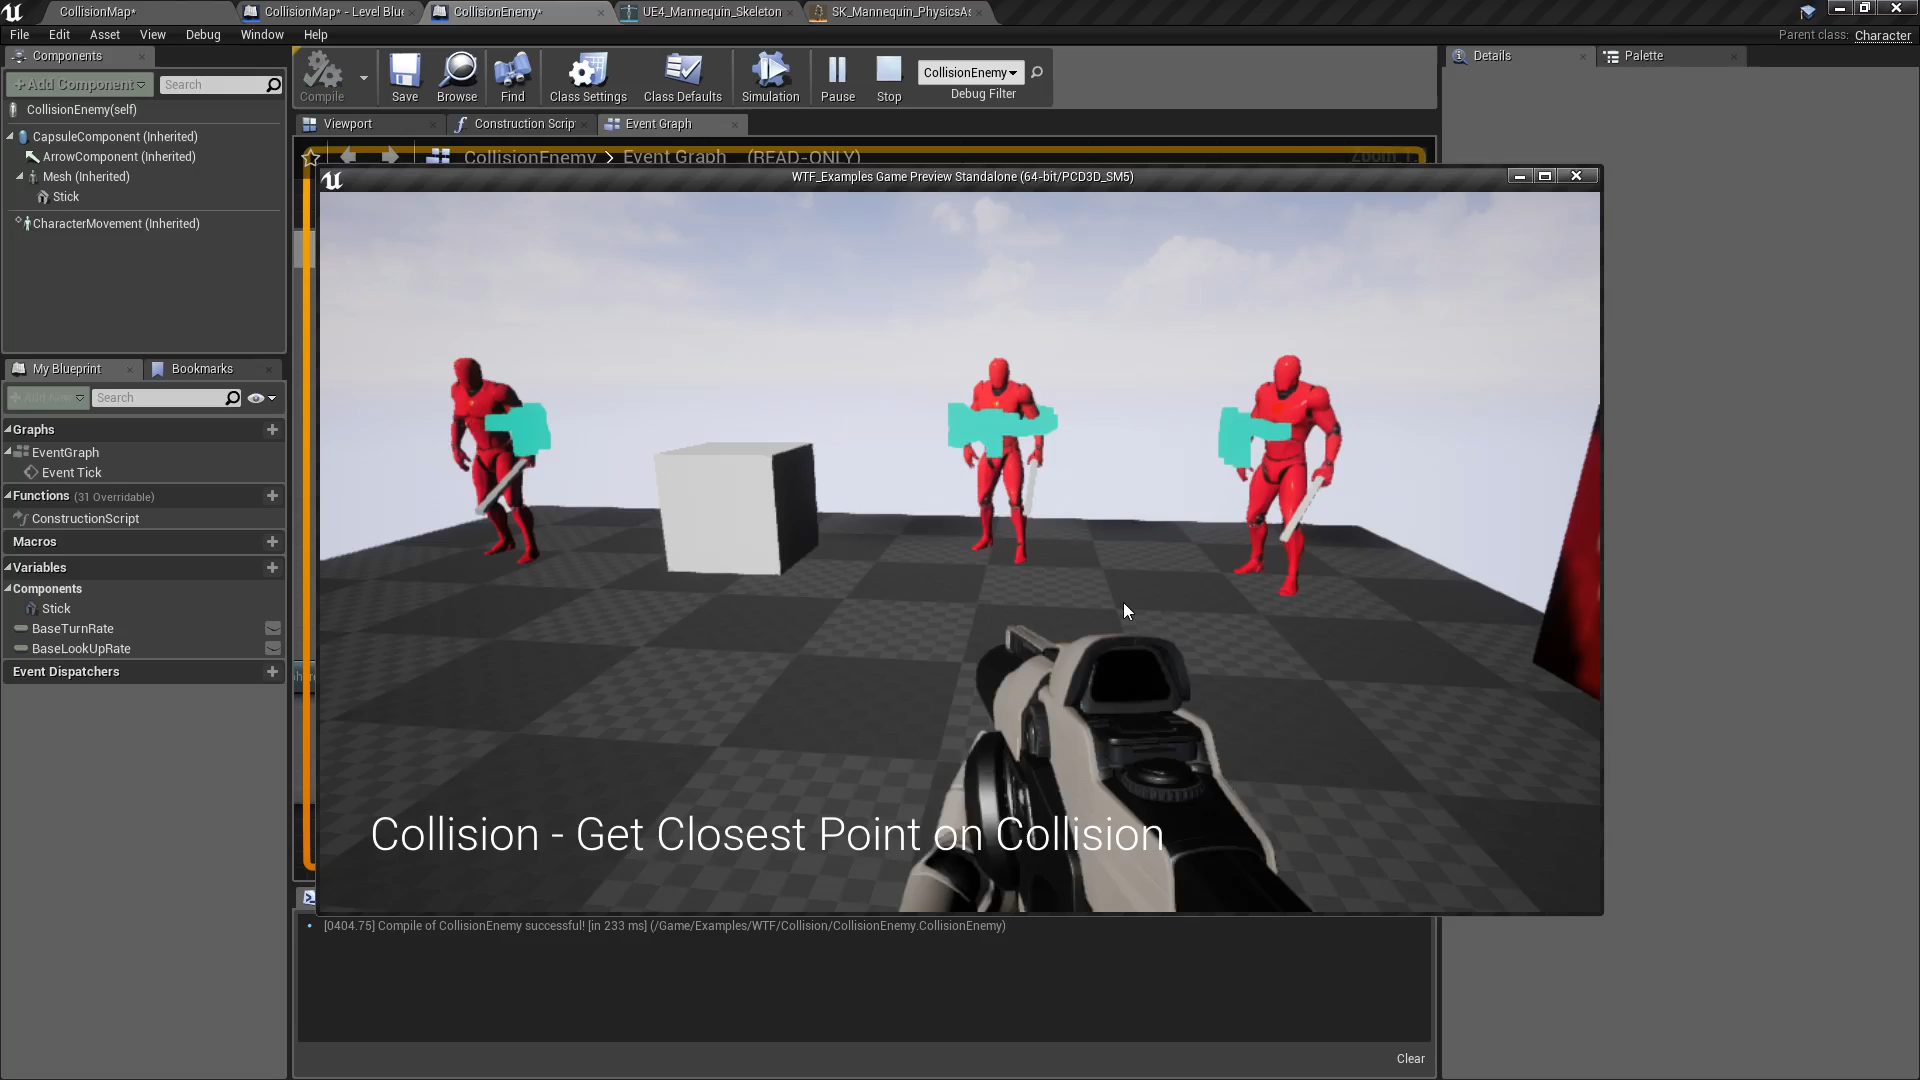 CollisionMap*
CollisionMap* - Level Blue
CollisionEnemy*
UE4_Mannequin_Skeleton
SK_Mannequin_PhysicsAs
File Edit Asset View Debug Window Help
Parent class: Character
Components
+Add Component
Search
CollisionEnemy(self)
CapsuleComponent (Inherited)
ArrowComponent (Inherited)
Mesh (Inherited)
Stick
CharacterMovement (Inherited)
Compile
Save
Browse
Find
Class Settings
Class Defaults
Simulation
Pause
Stop
CollisionEnemy
Debug Filter
Details
Palette
Viewport
Construction Scrip
Event Graph
CollisionEnemy > Event Graph (READ-ONLY)
WTF_Examples Game Preview Standalone (64-bit/PCD3D_SM5)
My Blueprint
Bookmarks
+ Add New
Search
Graphs
EventGraph
Event Tick
Functions (31 Overridable)
ConstructionScript
Macros
Variables
Components
Stick
BaseTurnRate
BaseLookUpRate
Event Dispatchers
Collision - Get Closest Point on Collision
[0404.75] Compile of CollisionEnemy successful! [in 233 ms] (/Game/Examples/WTF/Collision/CollisionEnemy.CollisionEnemy)
Clear